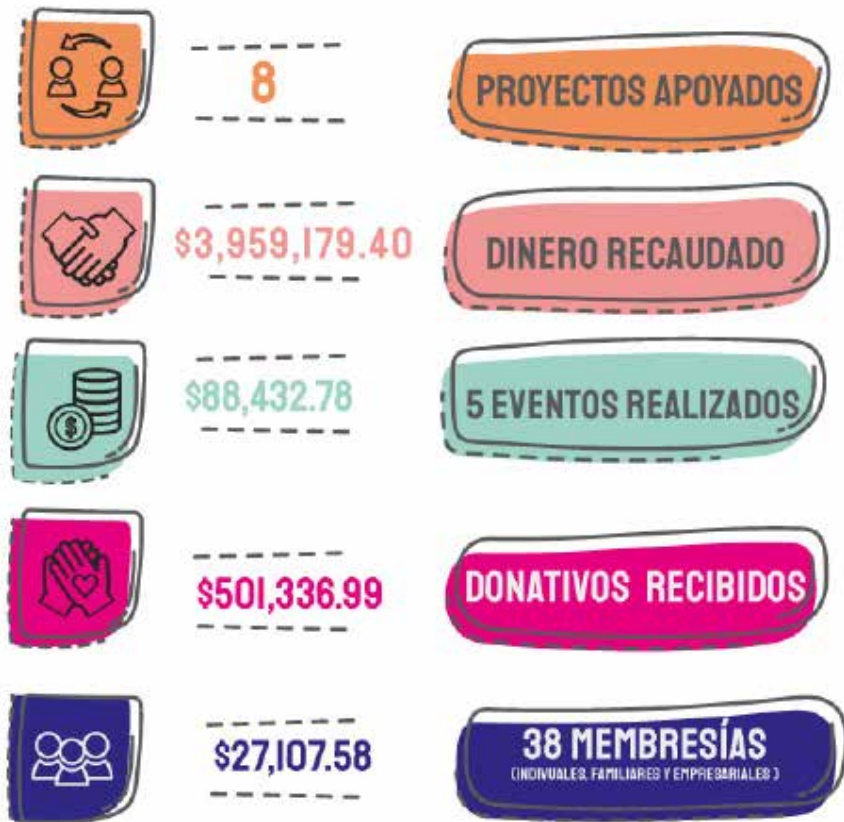 8
PROYECTOS APOYADOS
$3,959,179.40
DINERO RECAUDADO
$88,432.78
5 EVENTOS REALIZADOS
$501,336.99
DONATIVOS RECIBIDOS
$27,107.58
38 MEMBRESÍAS
(INDIVUALES, FAMILIARES Y EMPRESARIALES )